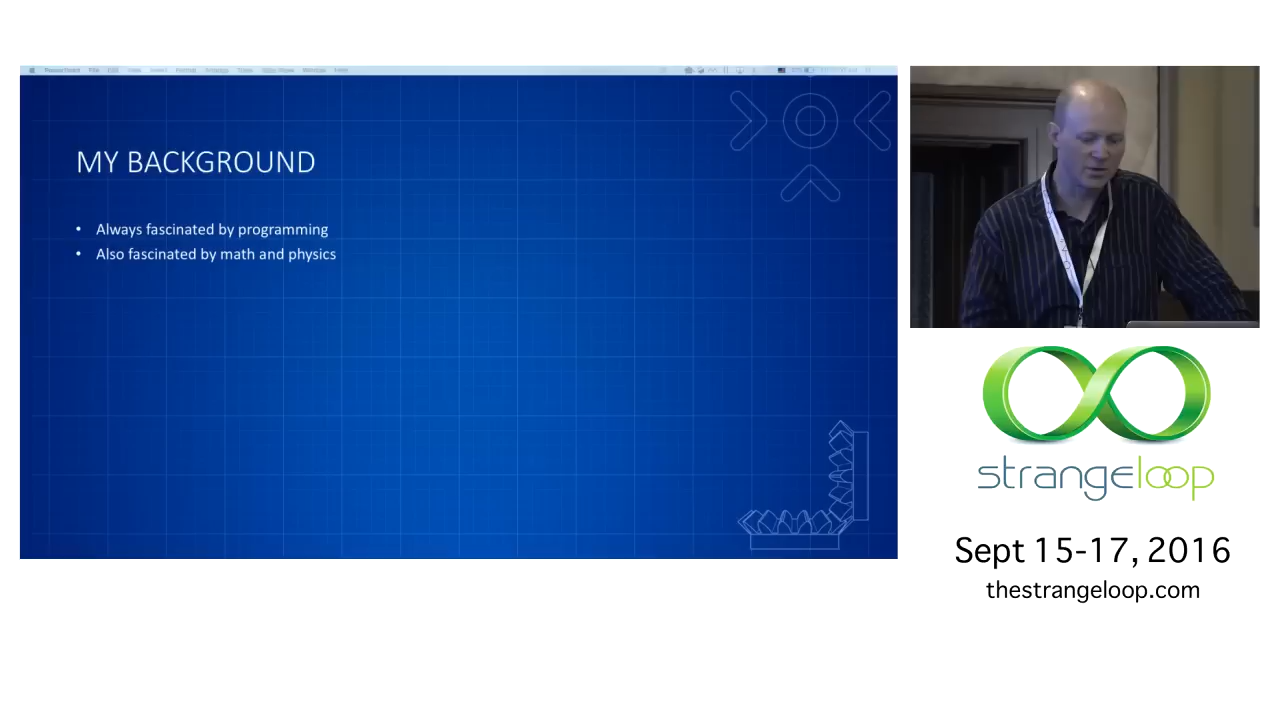 MY BACKGROUND
• Always fascinated by programming
• Also fascinated by math and physics
strangeloop
Sept 15-17, 2016
thestrangeloop.com